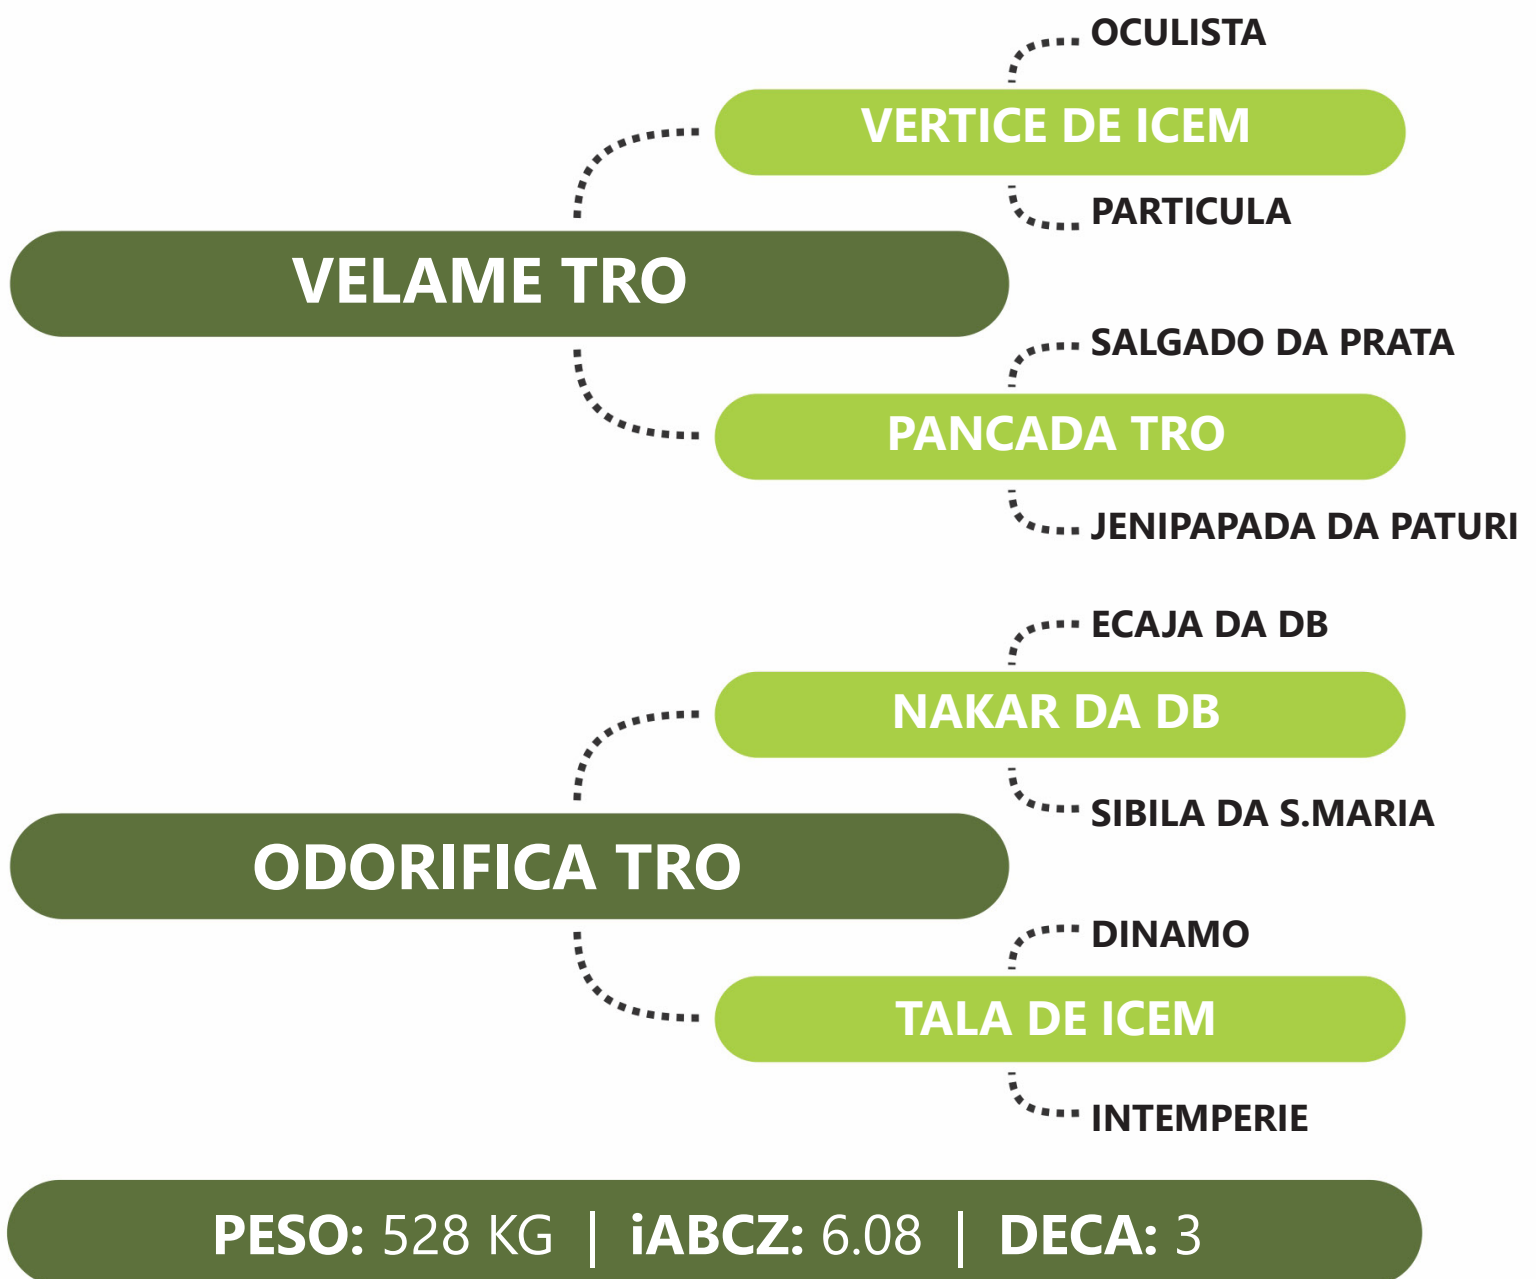 OCULISTA
VERTICE DE ICEM
PARTICULA
VELAME TRO
SALGADO DA PRATA
PANCADA TRO
JENIPAPADA DA PATURI
ECAJA DA DB
NAKAR DA DB
SIBILA DA S.MARIA
ODORIFICA TRO
DINAMO
TALA DE ICEM
INTEMPERIE
PESO: 528 KG | iABCZ: 6.08 | DECA: 3